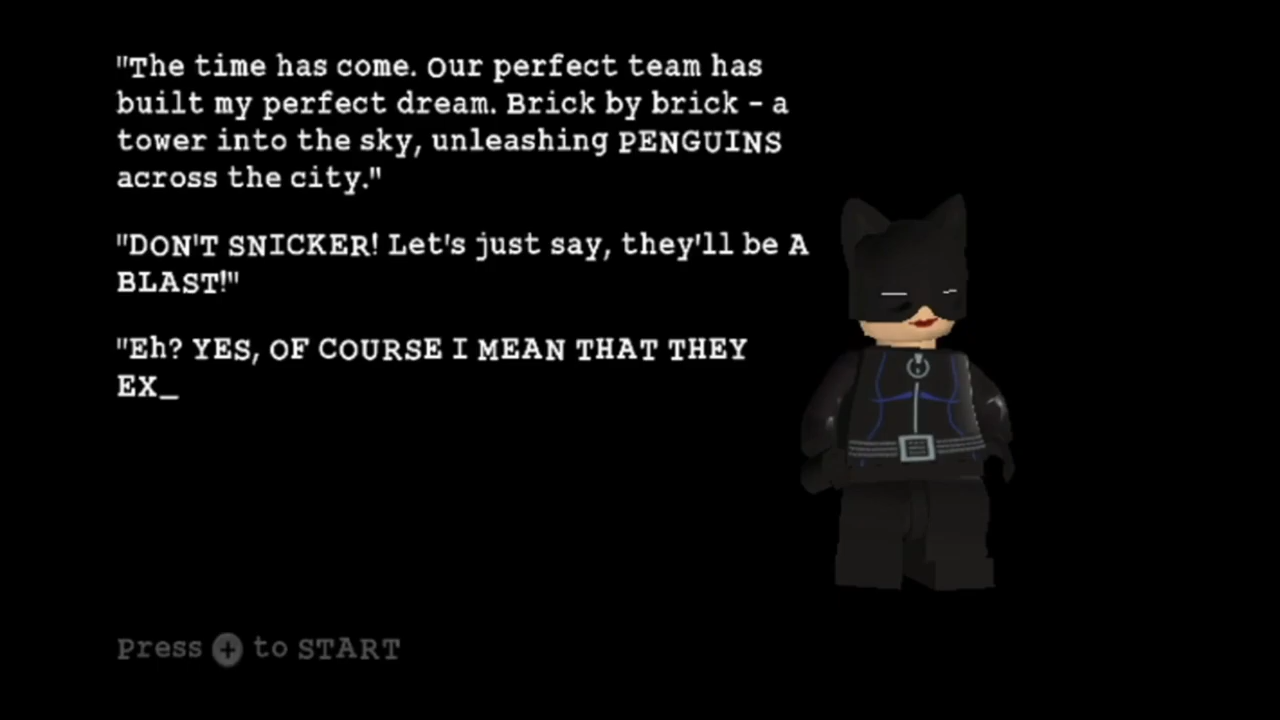 "The time has come. Our perfect team has
built my perfect dream. Brick by brick - a
tower into the sky, unleashing PENGUINS
across the city."
"DON'T SNICKER! Let's just say, they'll be A
BLAST!"
"Eh? YES, OF COURSE I MEAN THAT THEY
EX_
Press + to START